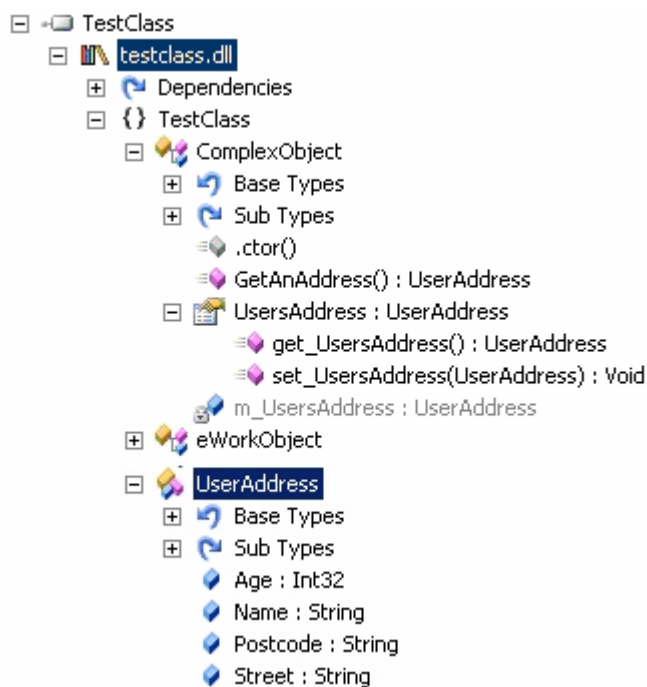 TestClass
testclass.dll
Dependencies
{} TestClass
ComplexObject
Base Types
Sub Types
.ctor()
GetAnAddress() : UserAddress
UsersAddress : UserAddress
get_UsersAddress() : UserAddress
set_UsersAddress(UserAddress) : Void
m_UsersAddress : UserAddress
eWorkObject
UserAddress
Base Types
Sub Types
Age : Int32
Name : String
Postcode : String
Street : String